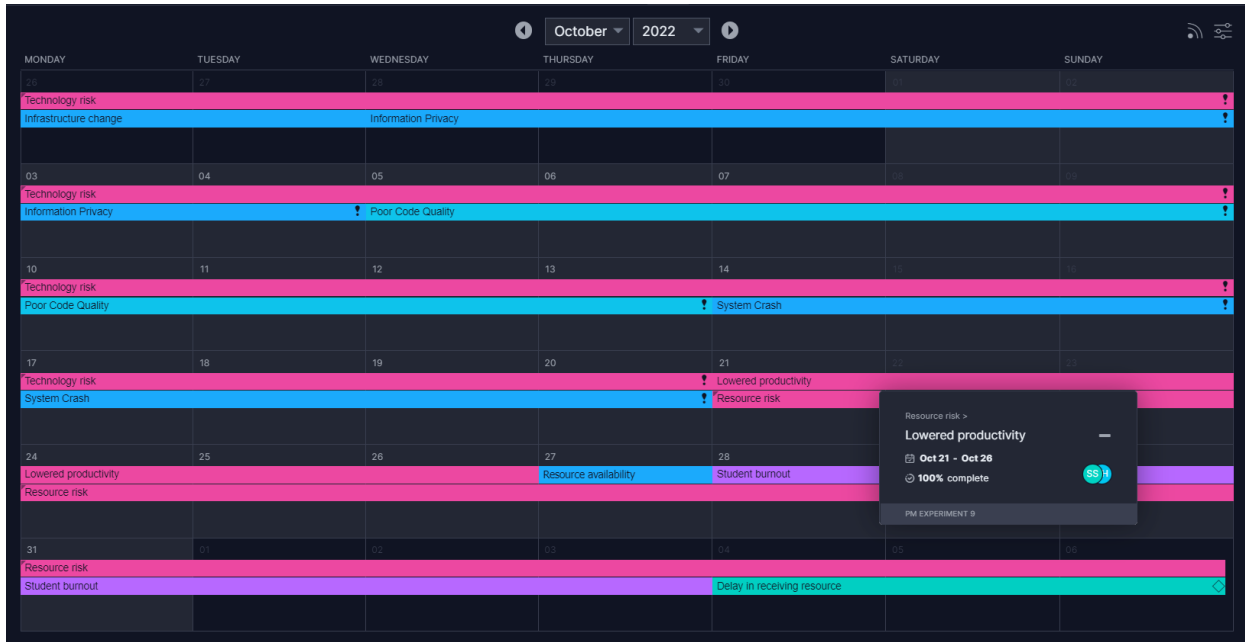 October 2022
MONDAY TUESDAY WEDNESDAY THURSDAY FRIDAY SATURDAY SUNDAY
26 27 28 29 30 01 02
Technology risk
Infrastructure change Information Privacy
03 04 05 06 07 08 09
Technology risk
Information Privacy Poor Code Quality
10 11 12 13 14 15 16
Technology risk
Poor Code Quality System Crash
17 18 19 20 21 22 23
Technology risk Lowered productivity
System Crash Resource risk
Resource risk >
Lowered productivity
Oct 21 - Oct 26
100% complete
SS H
PM EXPERIMENT 9
24 25 26 27 28
Lowered productivity Resource availability Student burnout
Resource risk
31 01 02 03 04 05 06
Resource risk
Student burnout Delay in receiving resource